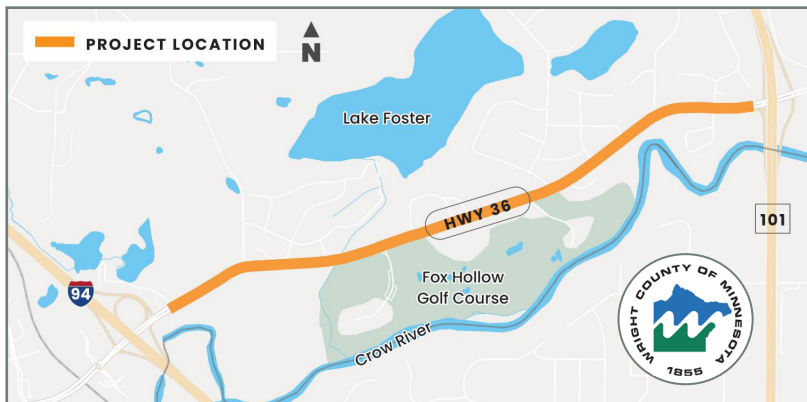 PROJECT LOCATION
N
Lake Foster
HWY 36
101
94
Fox Hollow
Golf Course
Crow River
WRIGHT COUNTY OF MINNESOTA
1855